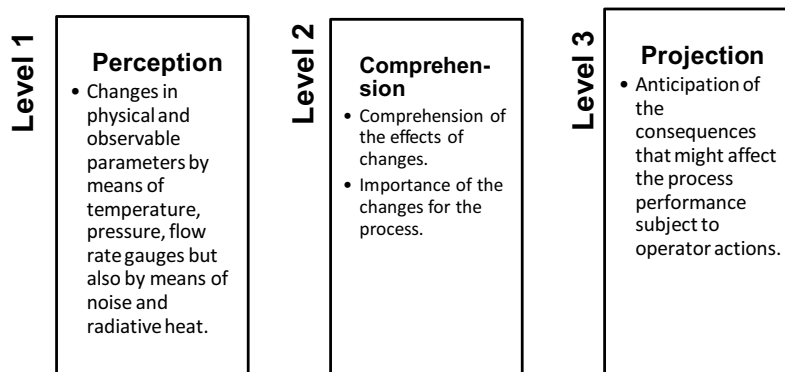 Level 1
Perception
• Changes in
physical and
observable
parameters by
means of
temperature,
pressure, flow
rate gauges but
also by means of
noise and
radiative heat.
Level 2
Comprehen-
sion
• Comprehension of
the effects of
changes.
• Importance of the
changes for the
process.
Level 3
Projection
• Anticipation of
the
consequences
that might affect
the process
performance
subject to
operator actions.